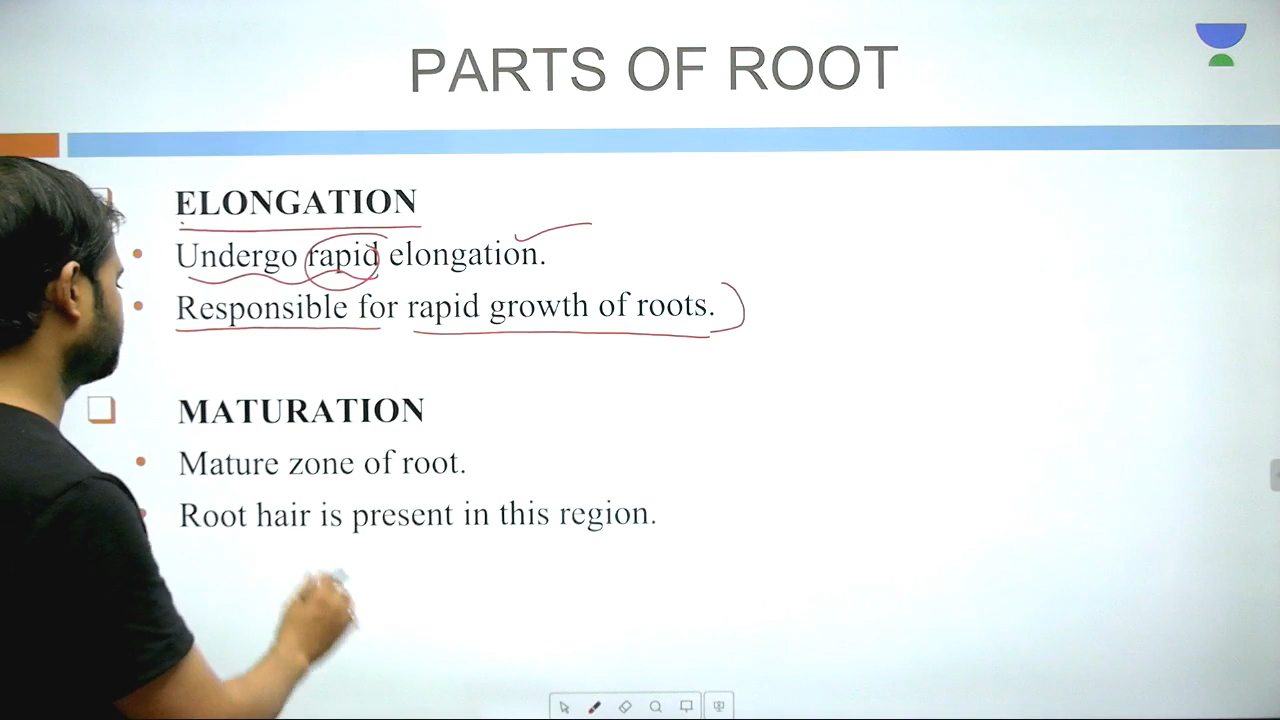 PARTS OF ROOT
ELONGATION
Undergo rapid elongation.
Responsible for rapid growth of roots.
MATURATION
Mature zone of root.
Root hair is present in this region.